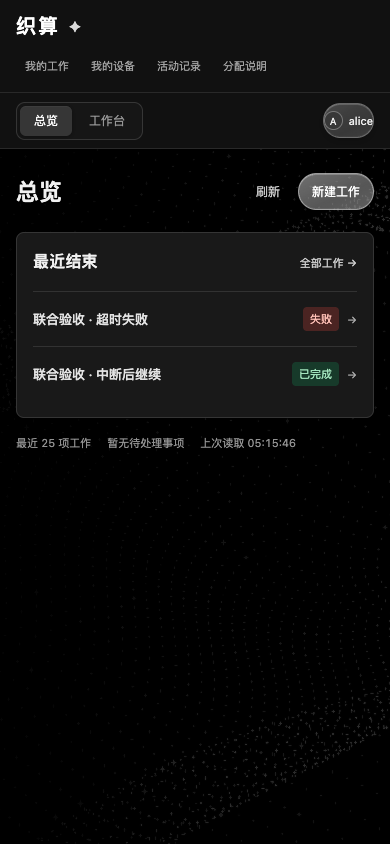 织算
我的工作 我的设备 活动记录 分配说明
总览 工作台 A alice
总览 刷新 新建工作
最近结束 全部工作 →
联合验收 · 超时失败 失败 →
联合验收 · 中断后继续 已完成 →
最近 25 项工作 暂无待处理事项 上次读取 05:15:46